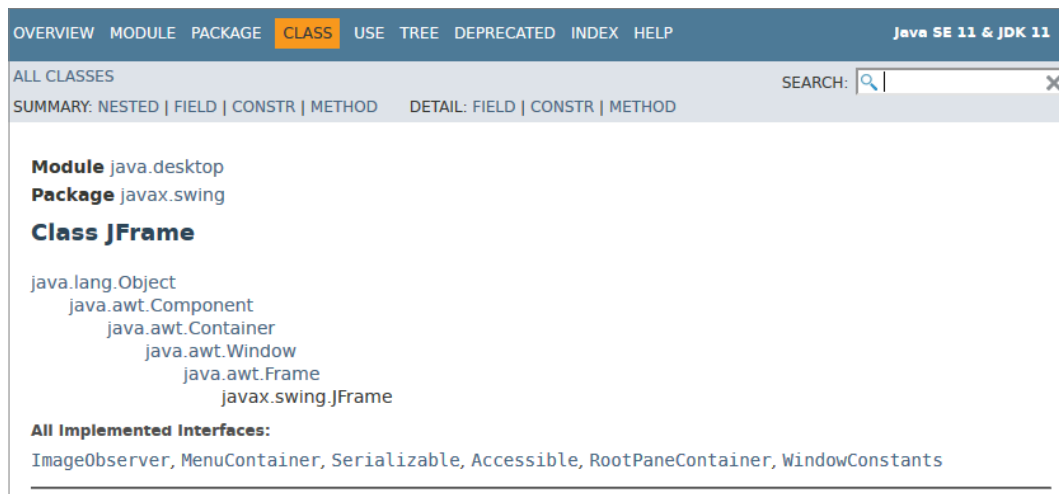 OVERVIEW MODULE PACKAGE CLASS USE TREE DEPRECATED INDEX HELP Java SE 11 & JDK 11
ALL CLASSES
SEARCH:
SUMMARY: NESTED | FIELD | CONSTR | METHOD DETAIL: FIELD | CONSTR | METHOD
Module java.desktop
Package javax.swing
Class JFrame
java.lang.Object
java.awt.Component
java.awt.Container
java.awt.Window
java.awt.Frame
javax.swing.JFrame
All Implemented Interfaces:
ImageObserver, MenuContainer, Serializable, Accessible, RootPaneContainer, WindowConstants